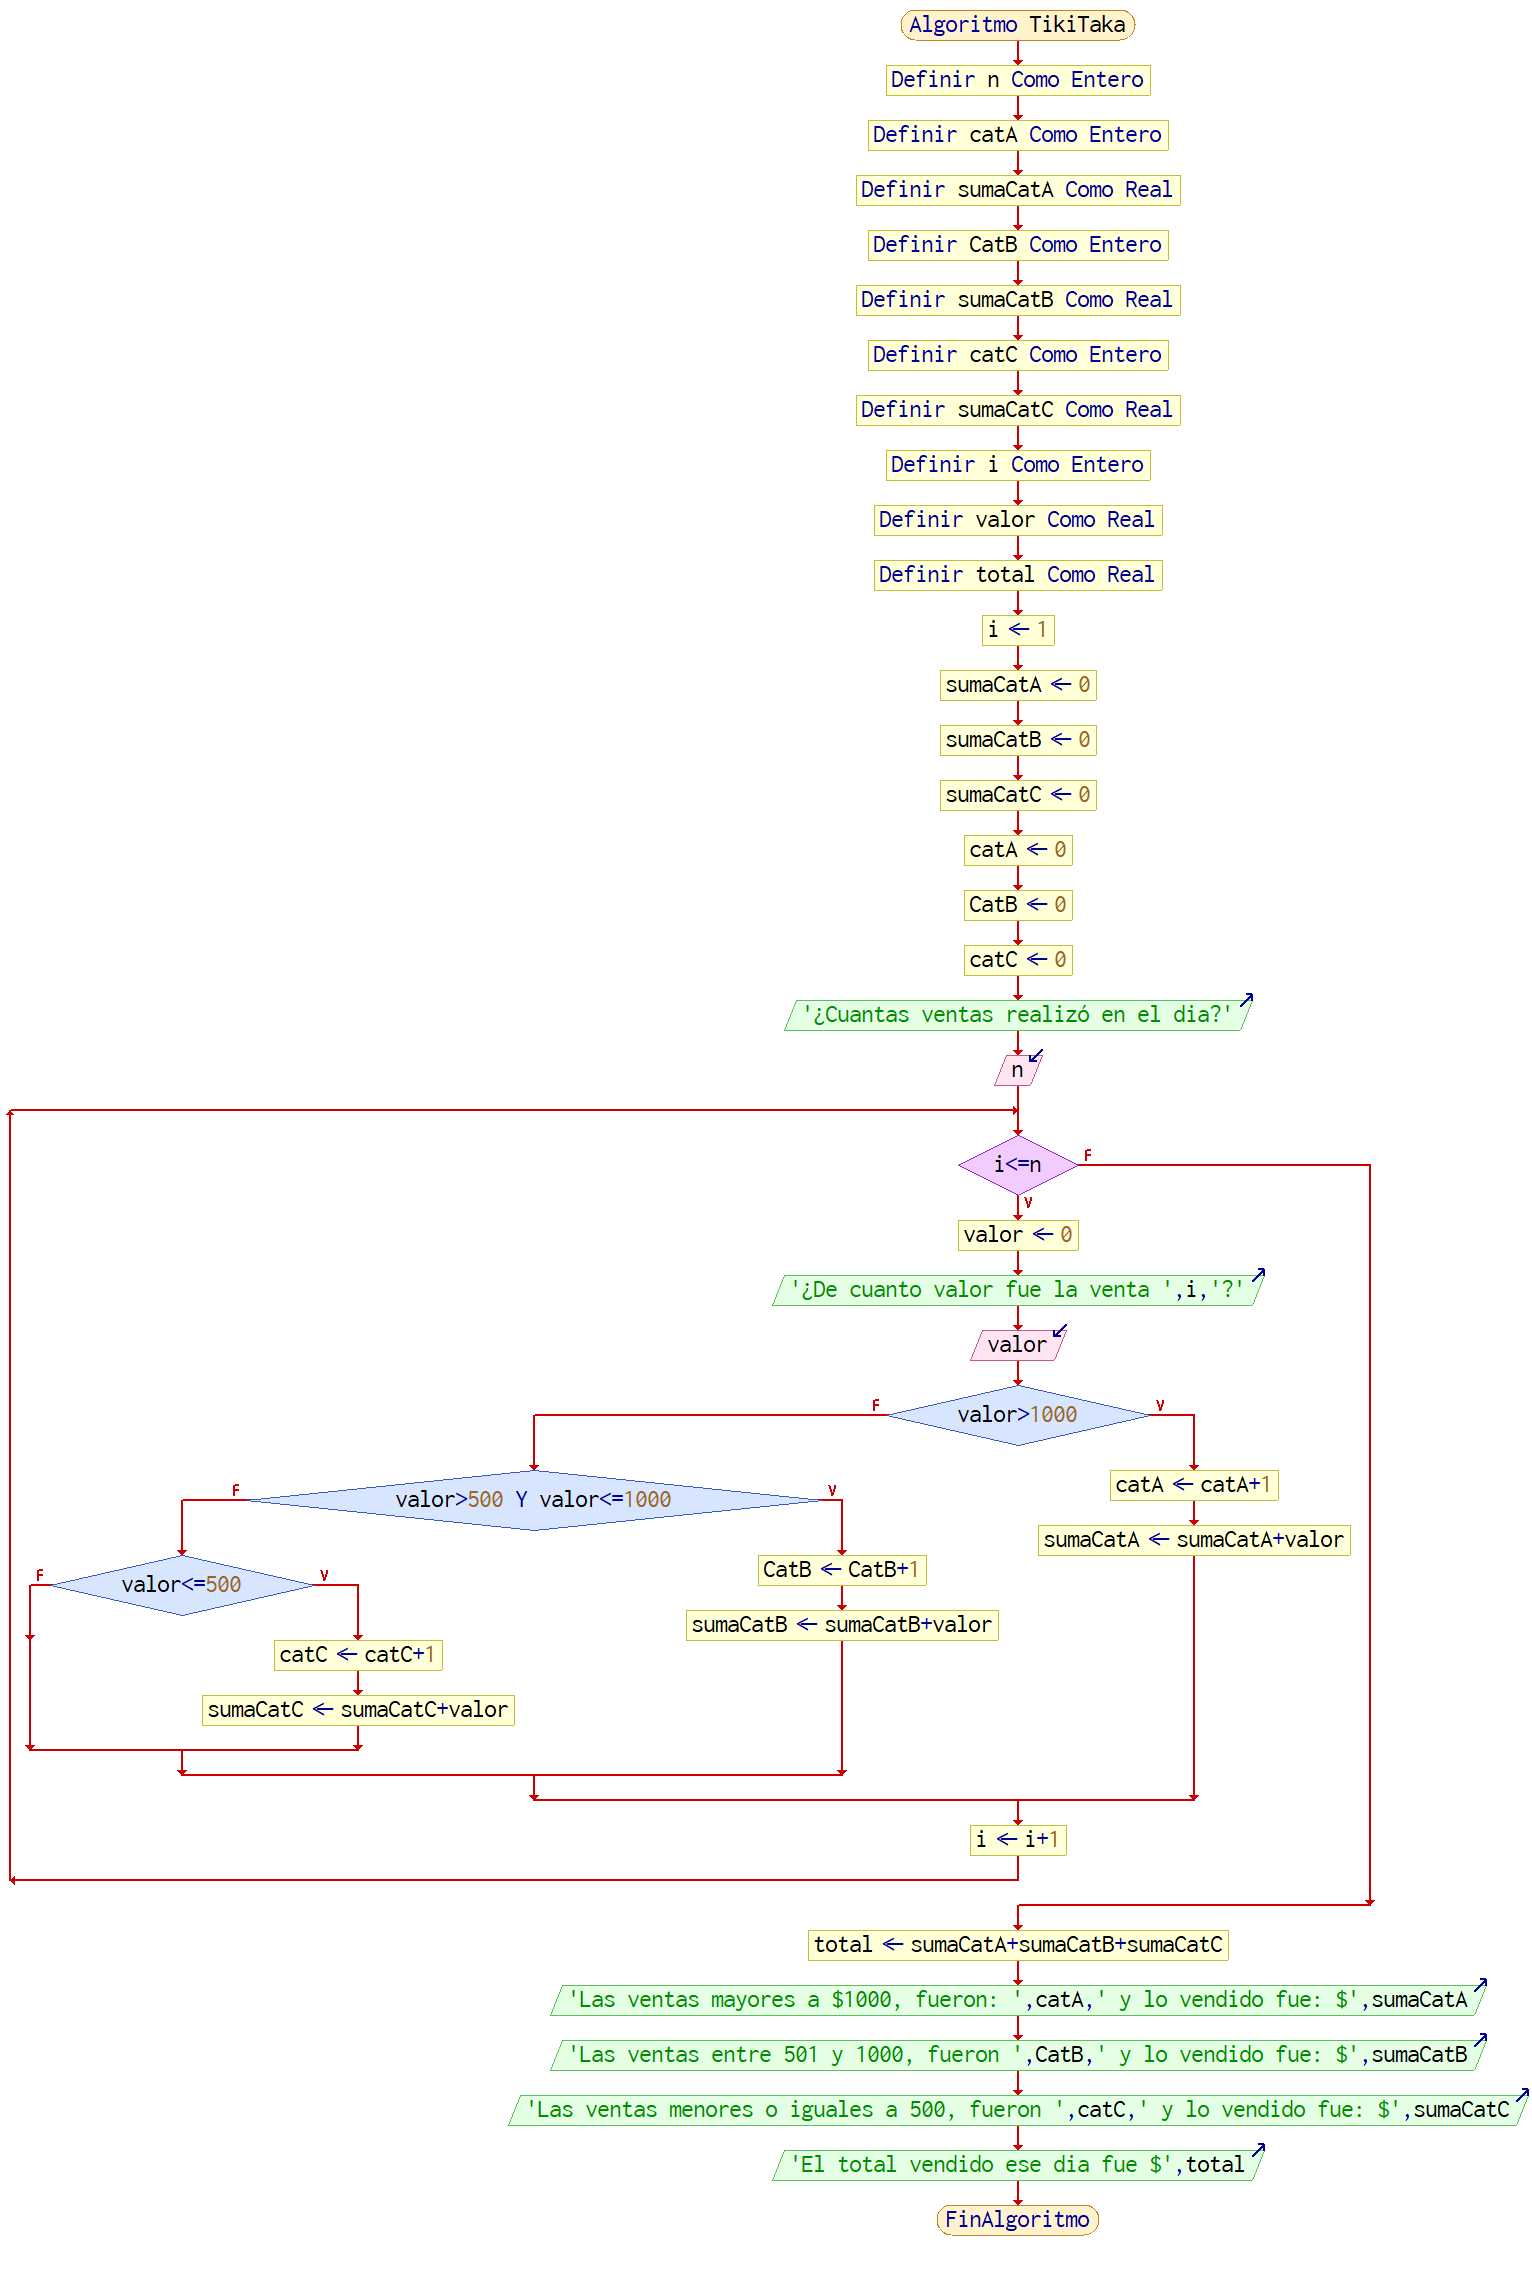 Algoritmo TikiTaka
Definir n Como Entero
Definir catA Como Entero
Definir sumaCatA Como Real
Definir CatB Como Entero
Definir sumaCatB Como Real
Definir catC Como Entero
Definir sumaCatC Como Real
Definir i Como Entero
Definir valor Como Real
Definir total Como Real
i ← 1
sumaCatA ← 0
sumaCatB ← 0
sumaCatC ← 0
catA ← 0
CatB ← 0
catC ← 0
'¿Cuantas ventas realizó en el dia?'
n
i<=n
F
V
valor ← 0
'¿De cuanto valor fue la venta ',i,'?'
valor
F
valor>1000
V
F
valor>500 Y valor<=1000
V
catA ← catA+1
sumaCatA ← sumaCatA+valor
F
valor<=500
V
CatB ← CatB+1
sumaCatB ← sumaCatB+valor
catC ← catC+1
sumaCatC ← sumaCatC+valor
i ← i+1
total ← sumaCatA+sumaCatB+sumaCatC
'Las ventas mayores a $1000, fueron: ',catA,' y lo vendido fue: $',sumaCatA
'Las ventas entre 501 y 1000, fueron ',CatB,' y lo vendido fue: $',sumaCatB
'Las ventas menores o iguales a 500, fueron ',catC,' y lo vendido fue: $',sumaCatC
'El total vendido ese dia fue $',total
FinAlgoritmo